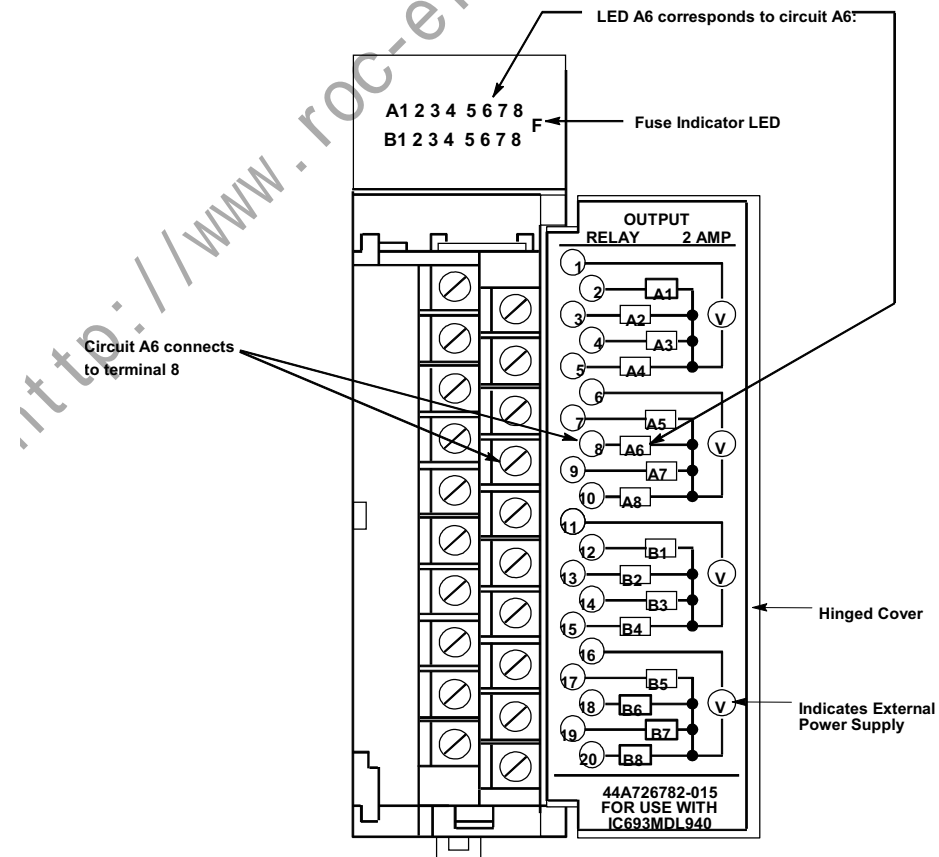 LED A6 corresponds to circuit A6:
A1 2 3 4 5 6 7 8
F
B1 2 3 4 5 6 7 8
Fuse Indicator LED
http://www.roc-e
OUTPUT
RELAY 2 AMP
1
2 A1
3 A2 V
4 A3
5 A4
Circuit A6 connects
to terminal 8
6
7 A5
8 A6 V
9 A7
10 A8
11
12 B1
13 B2 V
14 B3
15 B4
Hinged Cover
16
17 B5
18 B6 V
19 B7
20 B8
Indicates External
Power Supply
44A726782-015
FOR USE WITH
IC693MDL940